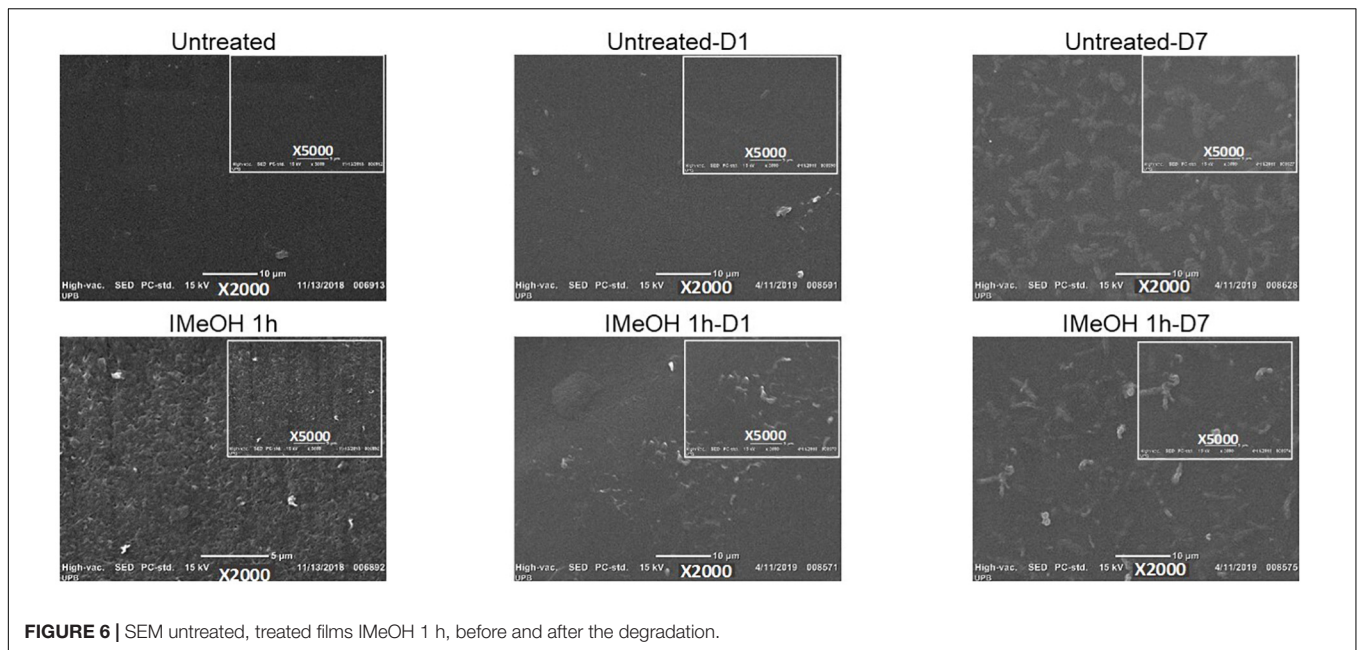 Untreated
X5000
High-vac. SED PC-std. 15 kV X2000 11/13/2018 006913
10 µm
UPB
Untreated-D1
X5000
10 µm
High-vac. SED PC-std. 15 kV X2000 4/11/2019 008591
UPB
Untreated-D7
X5000
10 µm
High-vac. SED PC-std. 15 kV X2000 4/11/2019 008628
UPB
IMeOH 1h
X5000
5 µm
High-vac. SED PC-std. 15 kV X2000 11/13/2018 006892
UPB
IMeOH 1h-D1
X5000
10 µm
High-vac. SED PC-std. 15 kV X2000 4/11/2019 008571
UPB
IMeOH 1h-D7
X5000
10 µm
High-vac. SED PC-std. 15 kV X2000 4/11/2019 008575
UPB
FIGURE 6 | SEM untreated, treated films IMeOH 1 h, before and after the degradation.